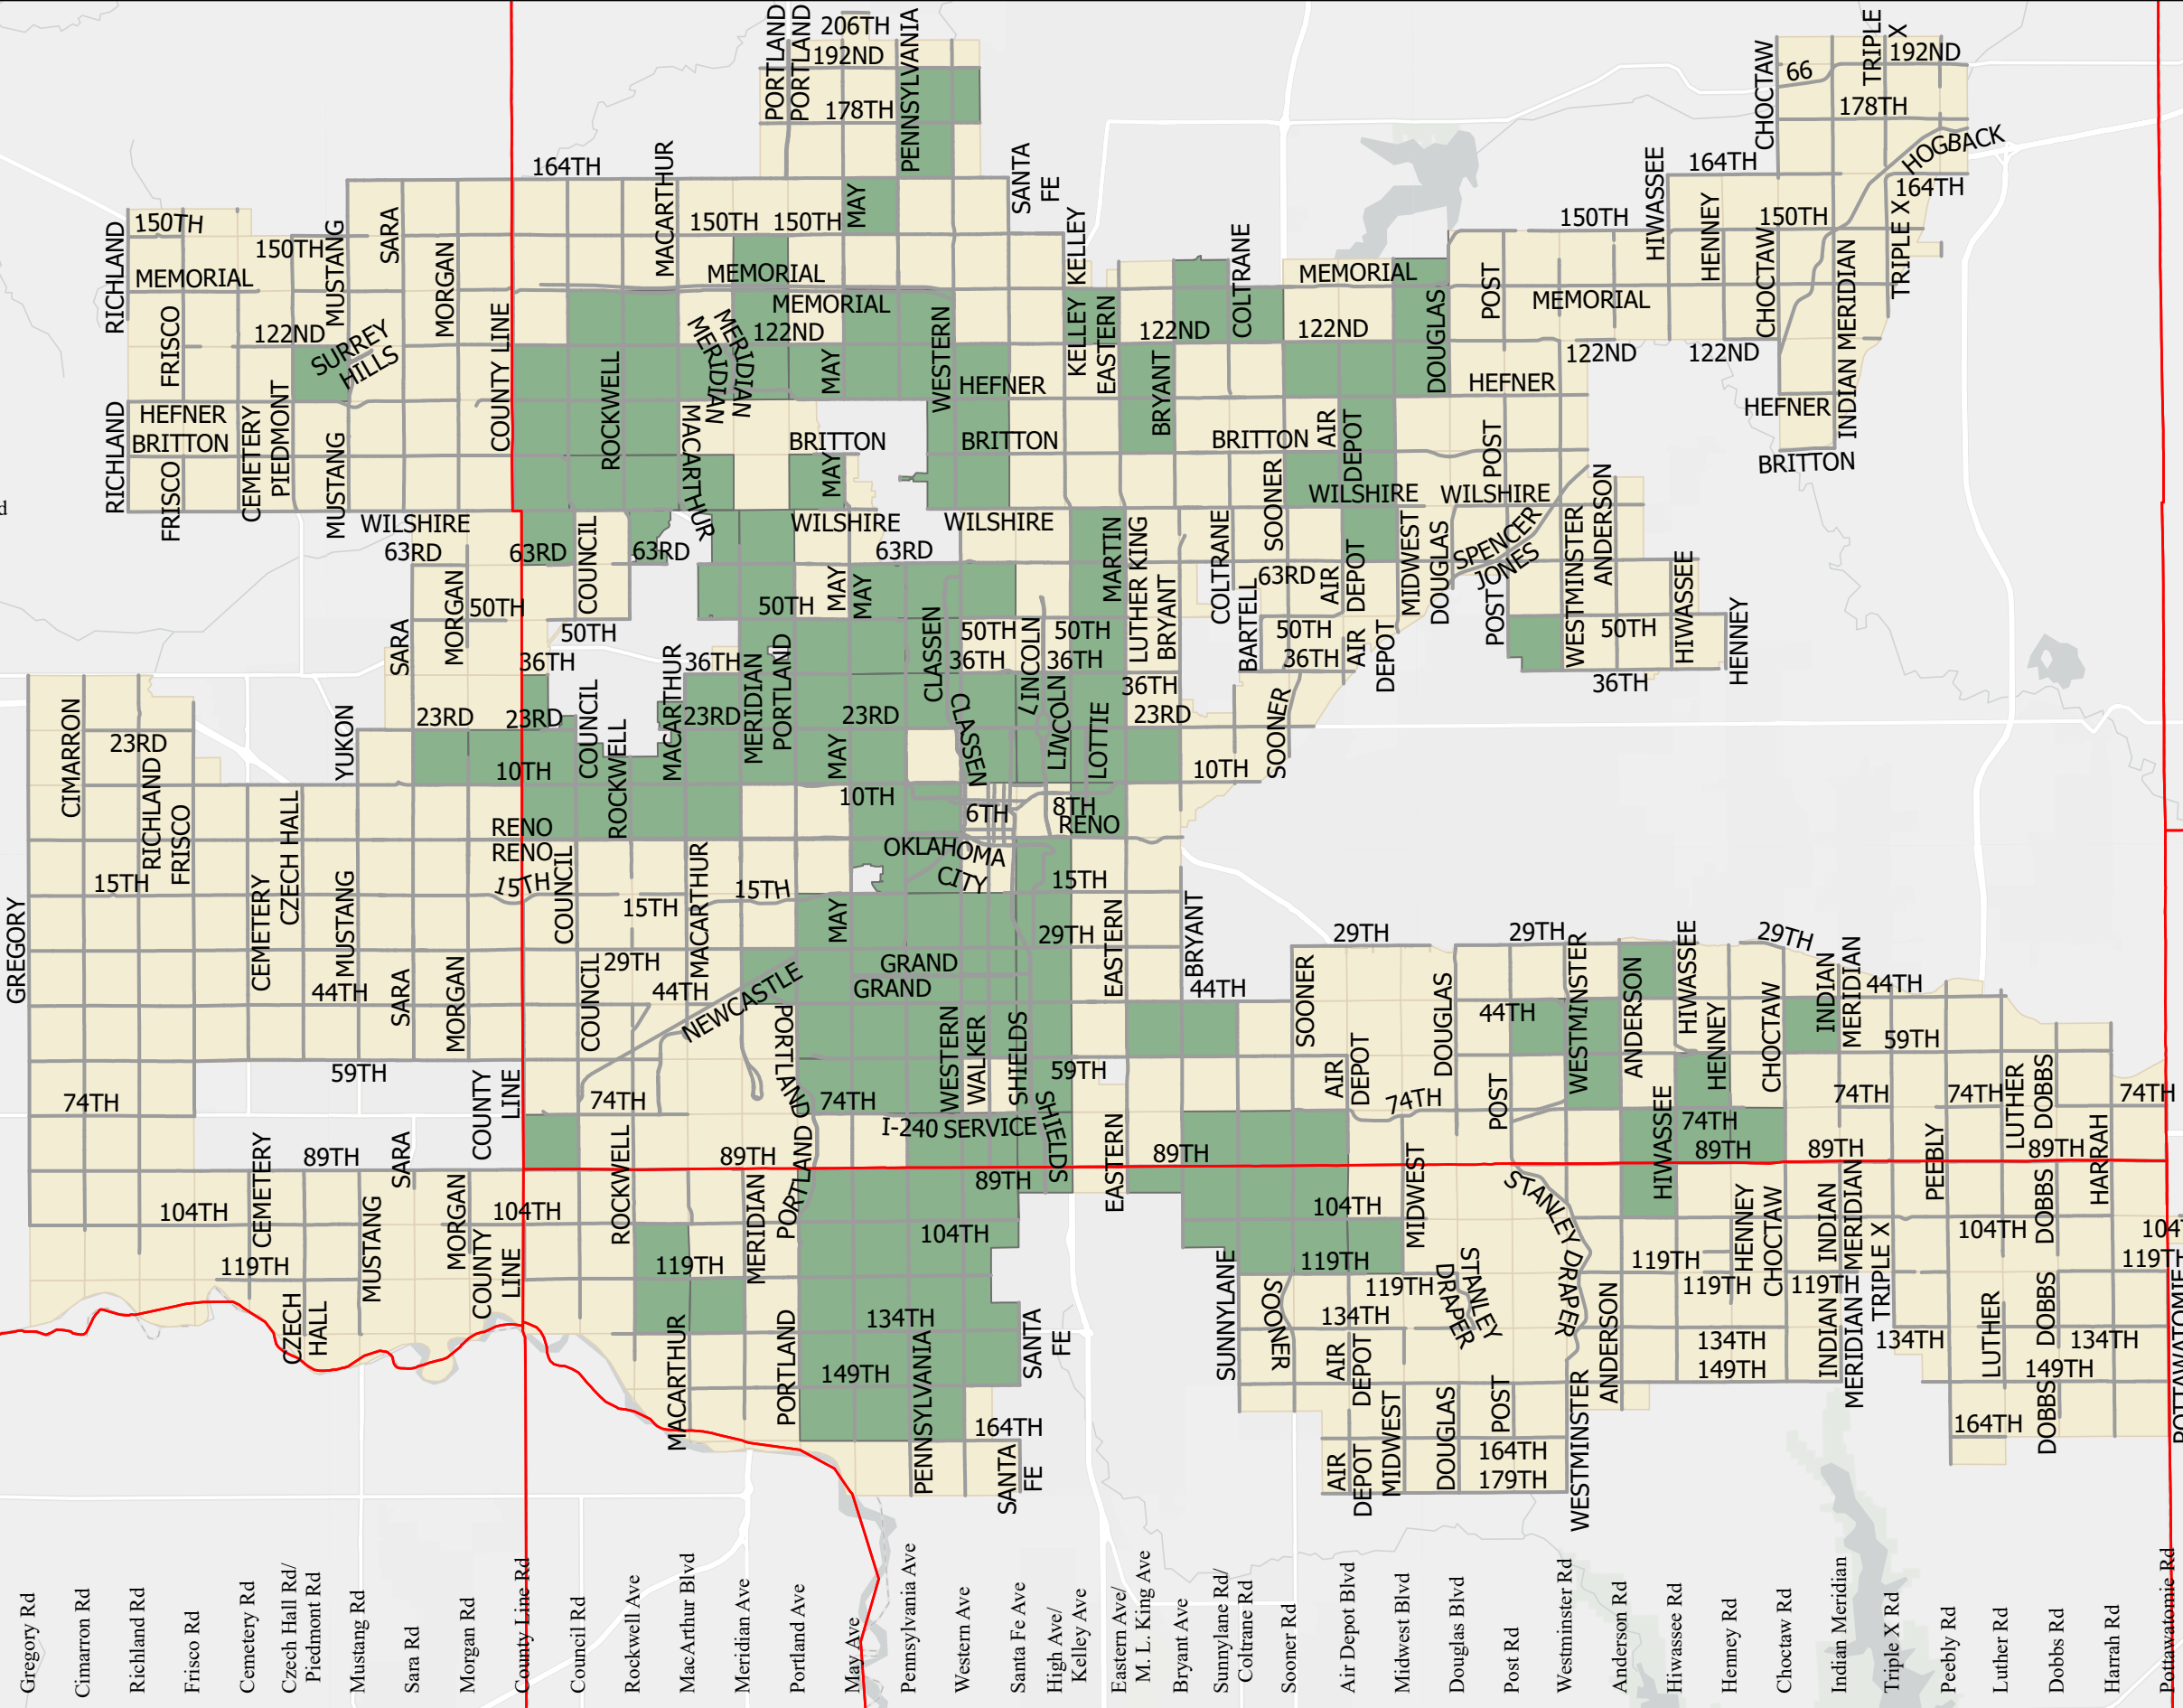 206TH
192ND
178TH
PORTLAND
PORTLAND
PENNSYLVANIA
TRIPLE
X
192ND
66
178TH
CHOCTAW
HOGBACK
164TH
MACARTHUR
SANTA
FE
HIWASSEE
164TH
164TH
150TH
150TH
MUSTANG
SARA
MORGAN
RICHLAND
150TH
150TH
MAY
KELLEY
COLTRANE
150TH
HENNEY
150TH
CHOCTAW
TRIPLE X
INDIAN MERIDIAN
MEMORIAL
MEMORIAL
MEMORIAL
MEMORIAL
POST
MEMORIAL
FRISCO
122ND
SURREY
HILLS
COUNTY LINE
MERIDIAN
MERIDIAN
122ND
WESTERN
KELLEY
EASTERN
122ND
122ND
DOUGLAS
122ND
122ND
RICHLAND
HEFNER
BRITTON
CEMETERY
PIEDMONT
MUSTANG
ROCKWELL
MAY
HEFNER
BRYANT
HEFNER
HEFNER
BRITTON
MACARTHUR
BRITTON
BRITTON
BRITTON
AIR
DEPOT
POST
FRISCO
MAY
SOONER
WILSHIRE
WILSHIRE
ANDERSON
WILSHIRE
63RD
63RD
COUNCIL
63RD
WILSHIRE
63RD
WILSHIRE
MARTIN
LUTHER KING
BRYANT
COLTRANE
63RD
AIR
DEPOT
MIDWEST
DOUGLAS
SPENCER
JONES
WESTMINSTER
HIWASSEE
MORGAN
50TH
50TH
SARA
50TH
MAY
MAY
CLASSEN
50TH
50TH
36TH
36TH
LINCOLN
BARTELL
50TH
36TH
AIR
DEPOT
POST
50TH
HENNEY
36TH
36TH
MACARTHUR
36TH
MERIDIAN
PORTLAND
36TH
CIMARRON
23RD
YUKON
23RD
23RD
COUNCIL
ROCKWELL
23RD
23RD
CLASSEN
LINCOLN
LOTTIE
23RD
SOONER
RICHLAND
FRISCO
10TH
MAY
10TH
10TH
CZECH HALL
RENO
RENO
6TH
8TH
RENO
OKLAHOMA
CITY
GREGORY
15TH
CEMETERY
MUSTANG
15TH
COUNCIL
15TH
MACARTHUR
15TH
MAY
15TH
29TH
EASTERN
BRYANT
29TH
29TH
29TH
44TH
SARA
MORGAN
COUNCIL
29TH
44TH
NEWCASTLE
GRAND
GRAND
44TH
SOONER
DOUGLAS
44TH
WESTMINSTER
ANDERSON
HIWASSEE
HENNEY
CHOCTAW
INDIAN
MERIDIAN
44TH
59TH
59TH
COUNTY
LINE
PORTLAND
WESTERN
WALKER
SHIELDS
59TH
AIR
DEPOT
POST
74TH
74TH
74TH
I-240 SERVICE
SHIELDS
74TH
74TH
74TH
74TH
74TH
LUTHER
DOBBS
CEMETERY
89TH
SARA
ROCKWELL
89TH
PORTLAND
89TH
EASTERN
89TH
MIDWEST
HIWASSEE
89TH
89TH
PEEBLY
89TH
HARRAH
104TH
MUSTANG
MORGAN
104TH
MERIDIAN
104TH
104TH
STANLEY DRAPER
HENNEY
CHOCTAW
INDIAN
MERIDIAN
TRIPLE X
104TH
DOBBS
104T
119TH
COUNTY
LINE
119TH
SUNNYLANE
SOONER
119TH
119TH
STANLEY
DRAPER
119TH
119TH
119TH
119TH
CZECH
HALL
MACARTHUR
PORTLAND
134TH
SANTA
FE
134TH
ANDERSON
134TH
INDIAN
MERIDIAN
134TH
LUTHER
DOBBS
134TH
149TH
PENNSYLVANIA
AIR
DEPOT
149TH
149TH
164TH
SANTA
FE
AIR
DEPOT
MIDWEST
DOUGLAS
POST
164TH
179TH
WESTMINSTER
164TH
DOBBS
Gregory Rd
Cimarron Rd
Richland Rd
Frisco Rd
Cemetery Rd
Czech Hall Rd/
Piedmont Rd
Mustang Rd
Sara Rd
Morgan Rd
County Line Rd
Council Rd
Rockwell Ave
MacArthur Blvd
Meridian Ave
Portland Ave
May Ave
Pennsylvania Ave
Western Ave
Santa Fe Ave
High Ave/
Kelley Ave
Eastern Ave/
M. L. King Ave
Bryant Ave
Sunnylane Rd/
Coltrane Rd
Sooner Rd
Air Depot Blvd
Midwest Blvd
Douglas Blvd
Post Rd
Westminster Rd
Anderson Rd
Hiwassee Rd
Henney Rd
Choctaw Rd
Indian Meridian
Triple X Rd
Peebly Rd
Luther Rd
Dobbs Rd
Harrah Rd
Pottawatomie Rd